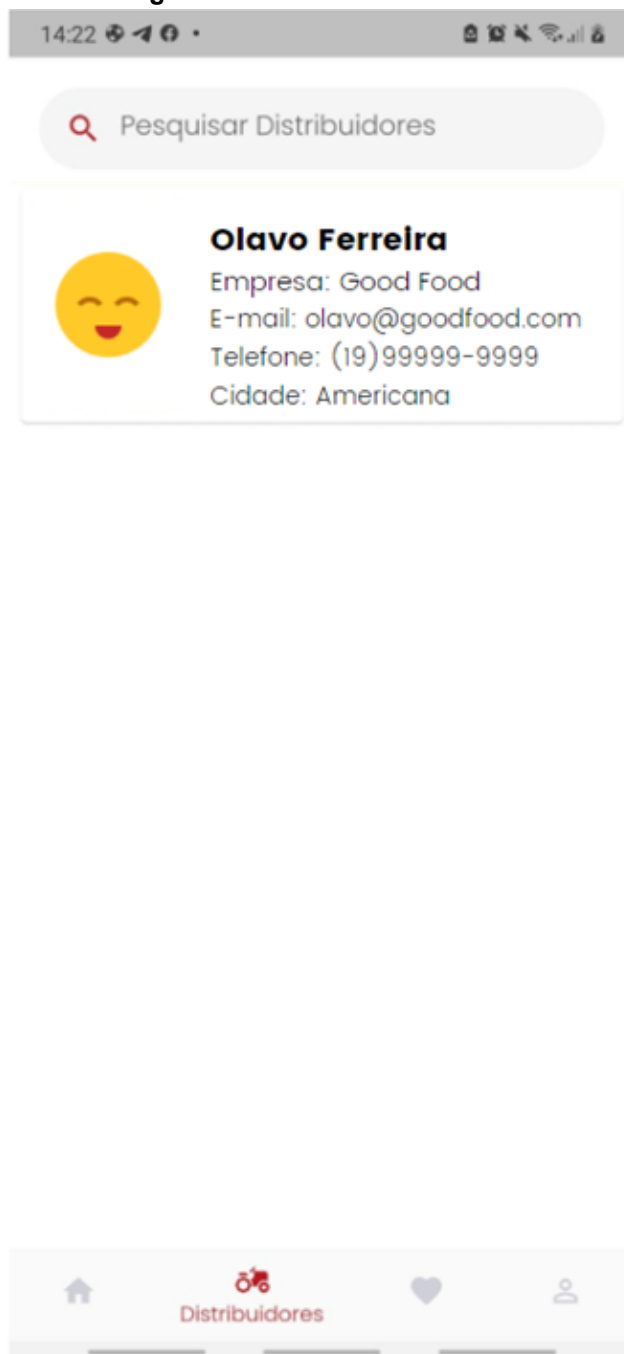 14:22
Pesquisar Distribuidores
Olavo Ferreira
Empresa: Good Food
E-mail: olavo@goodfood.com
Telefone: (19)99999-9999
Cidade: Americana
Distribuidores